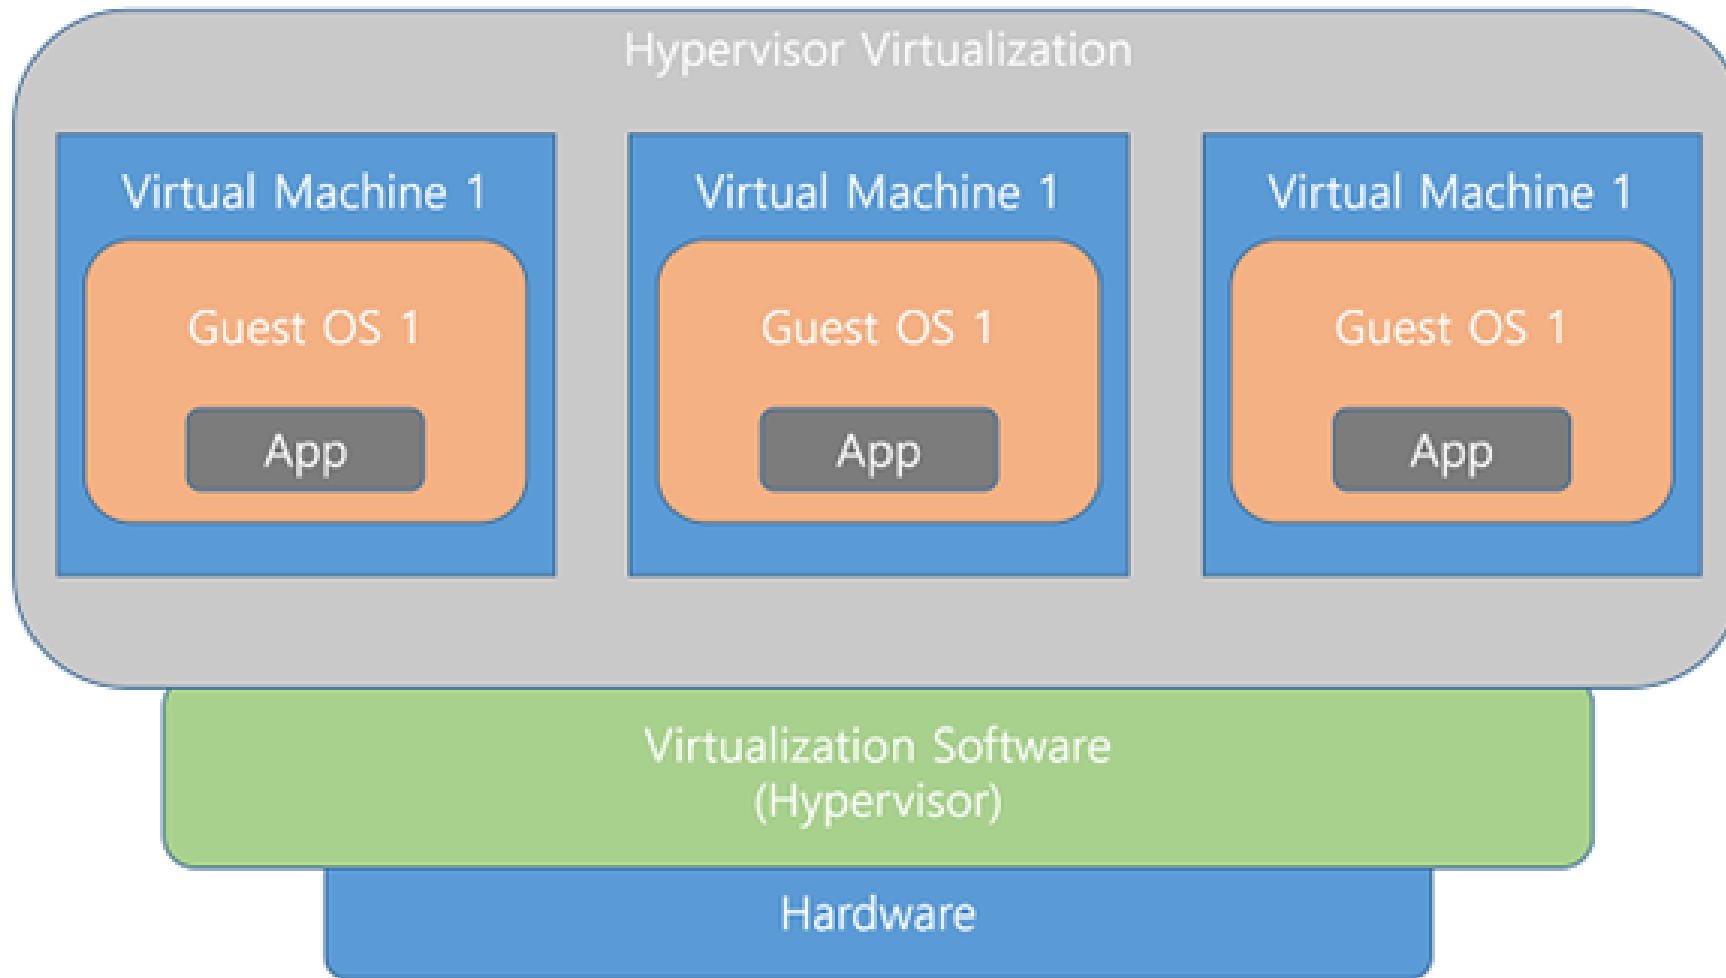 Hypervisor Virtualization
Virtual Machine 1
Guest OS 1
App
Virtual Machine 1
Guest OS 1
App
Virtual Machine 1
Guest OS 1
App
Virtualization Software
(Hypervisor)
Hardware